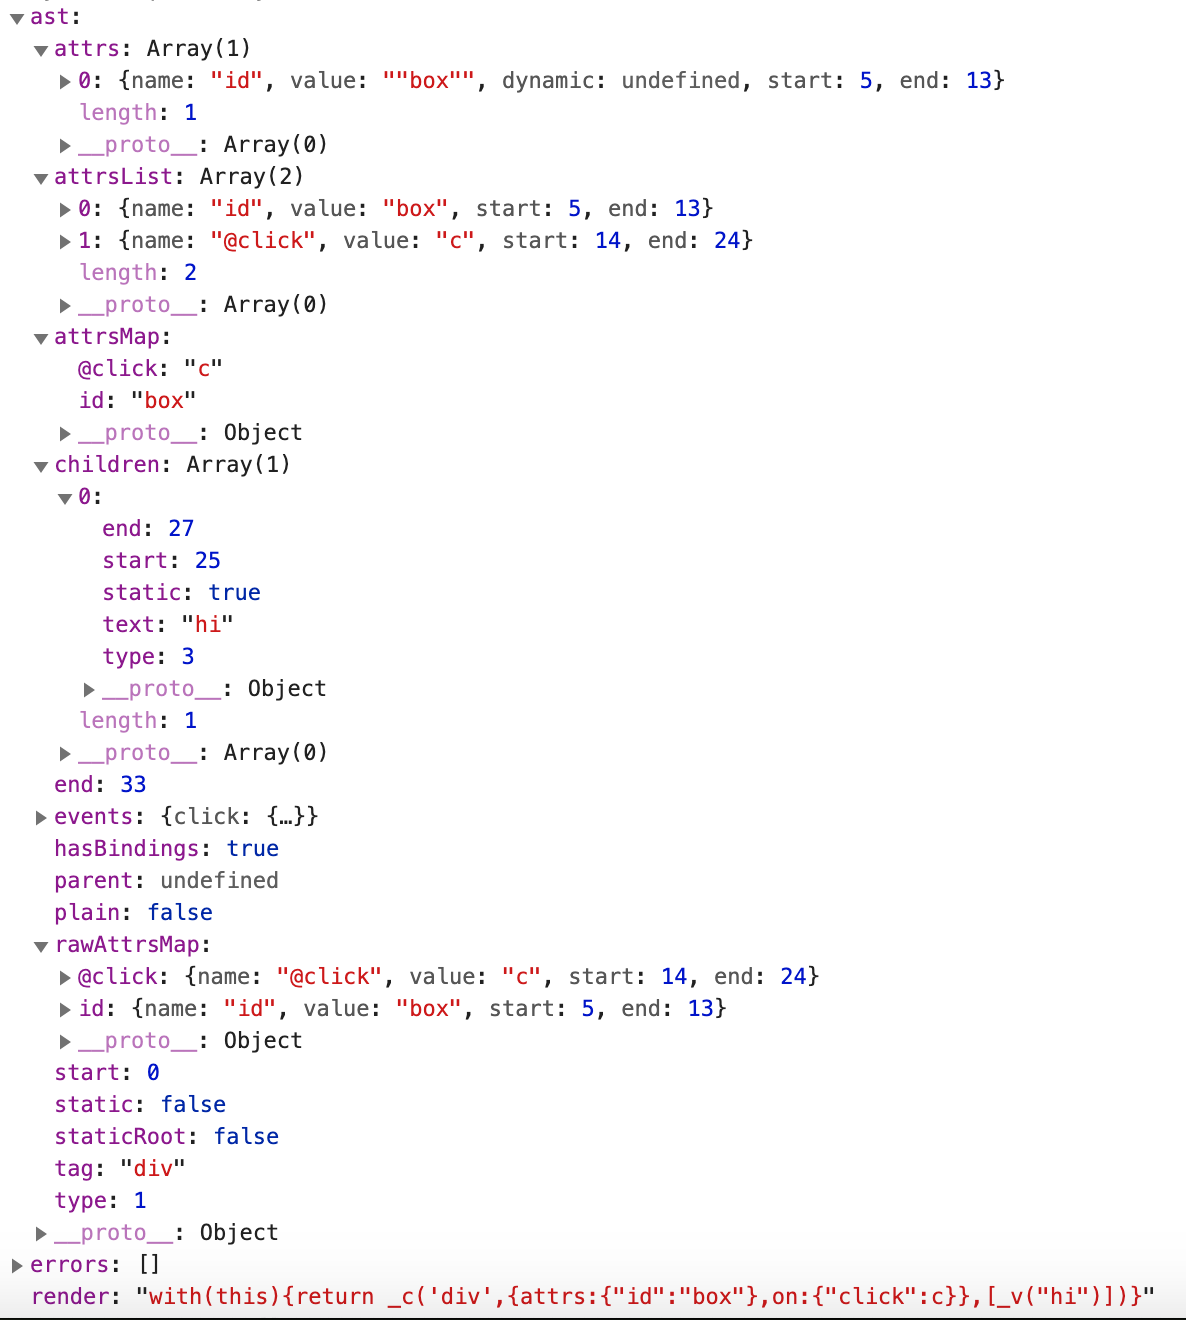 ast:
attrs: Array(1)
0: {name: "id", value: ""box"", dynamic: undefined, start: 5, end: 13}
length: 1
__proto__: Array(0)
attrsList: Array(2)
0: {name: "id", value: "box", start: 5, end: 13}
1: {name: "@click", value: "c", start: 14, end: 24}
length: 2
__proto__: Array(0)
attrsMap:
@click: "c"
id: "box"
__proto__: Object
children: Array(1)
0:
end: 27
start: 25
static: true
text: "hi"
type: 3
__proto__: Object
length: 1
__proto__: Array(0)
end: 33
events: {click: {…}}
hasBindings: true
parent: undefined
plain: false
rawAttrsMap:
@click: {name: "@click", value: "c", start: 14, end: 24}
id: {name: "id", value: "box", start: 5, end: 13}
__proto__: Object
start: 0
static: false
staticRoot: false
tag: "div"
type: 1
__proto__: Object
errors: []
render: "with(this){return _c('div',{attrs:{"id":"box"},on:{"click":c}},[_v("hi")])}"